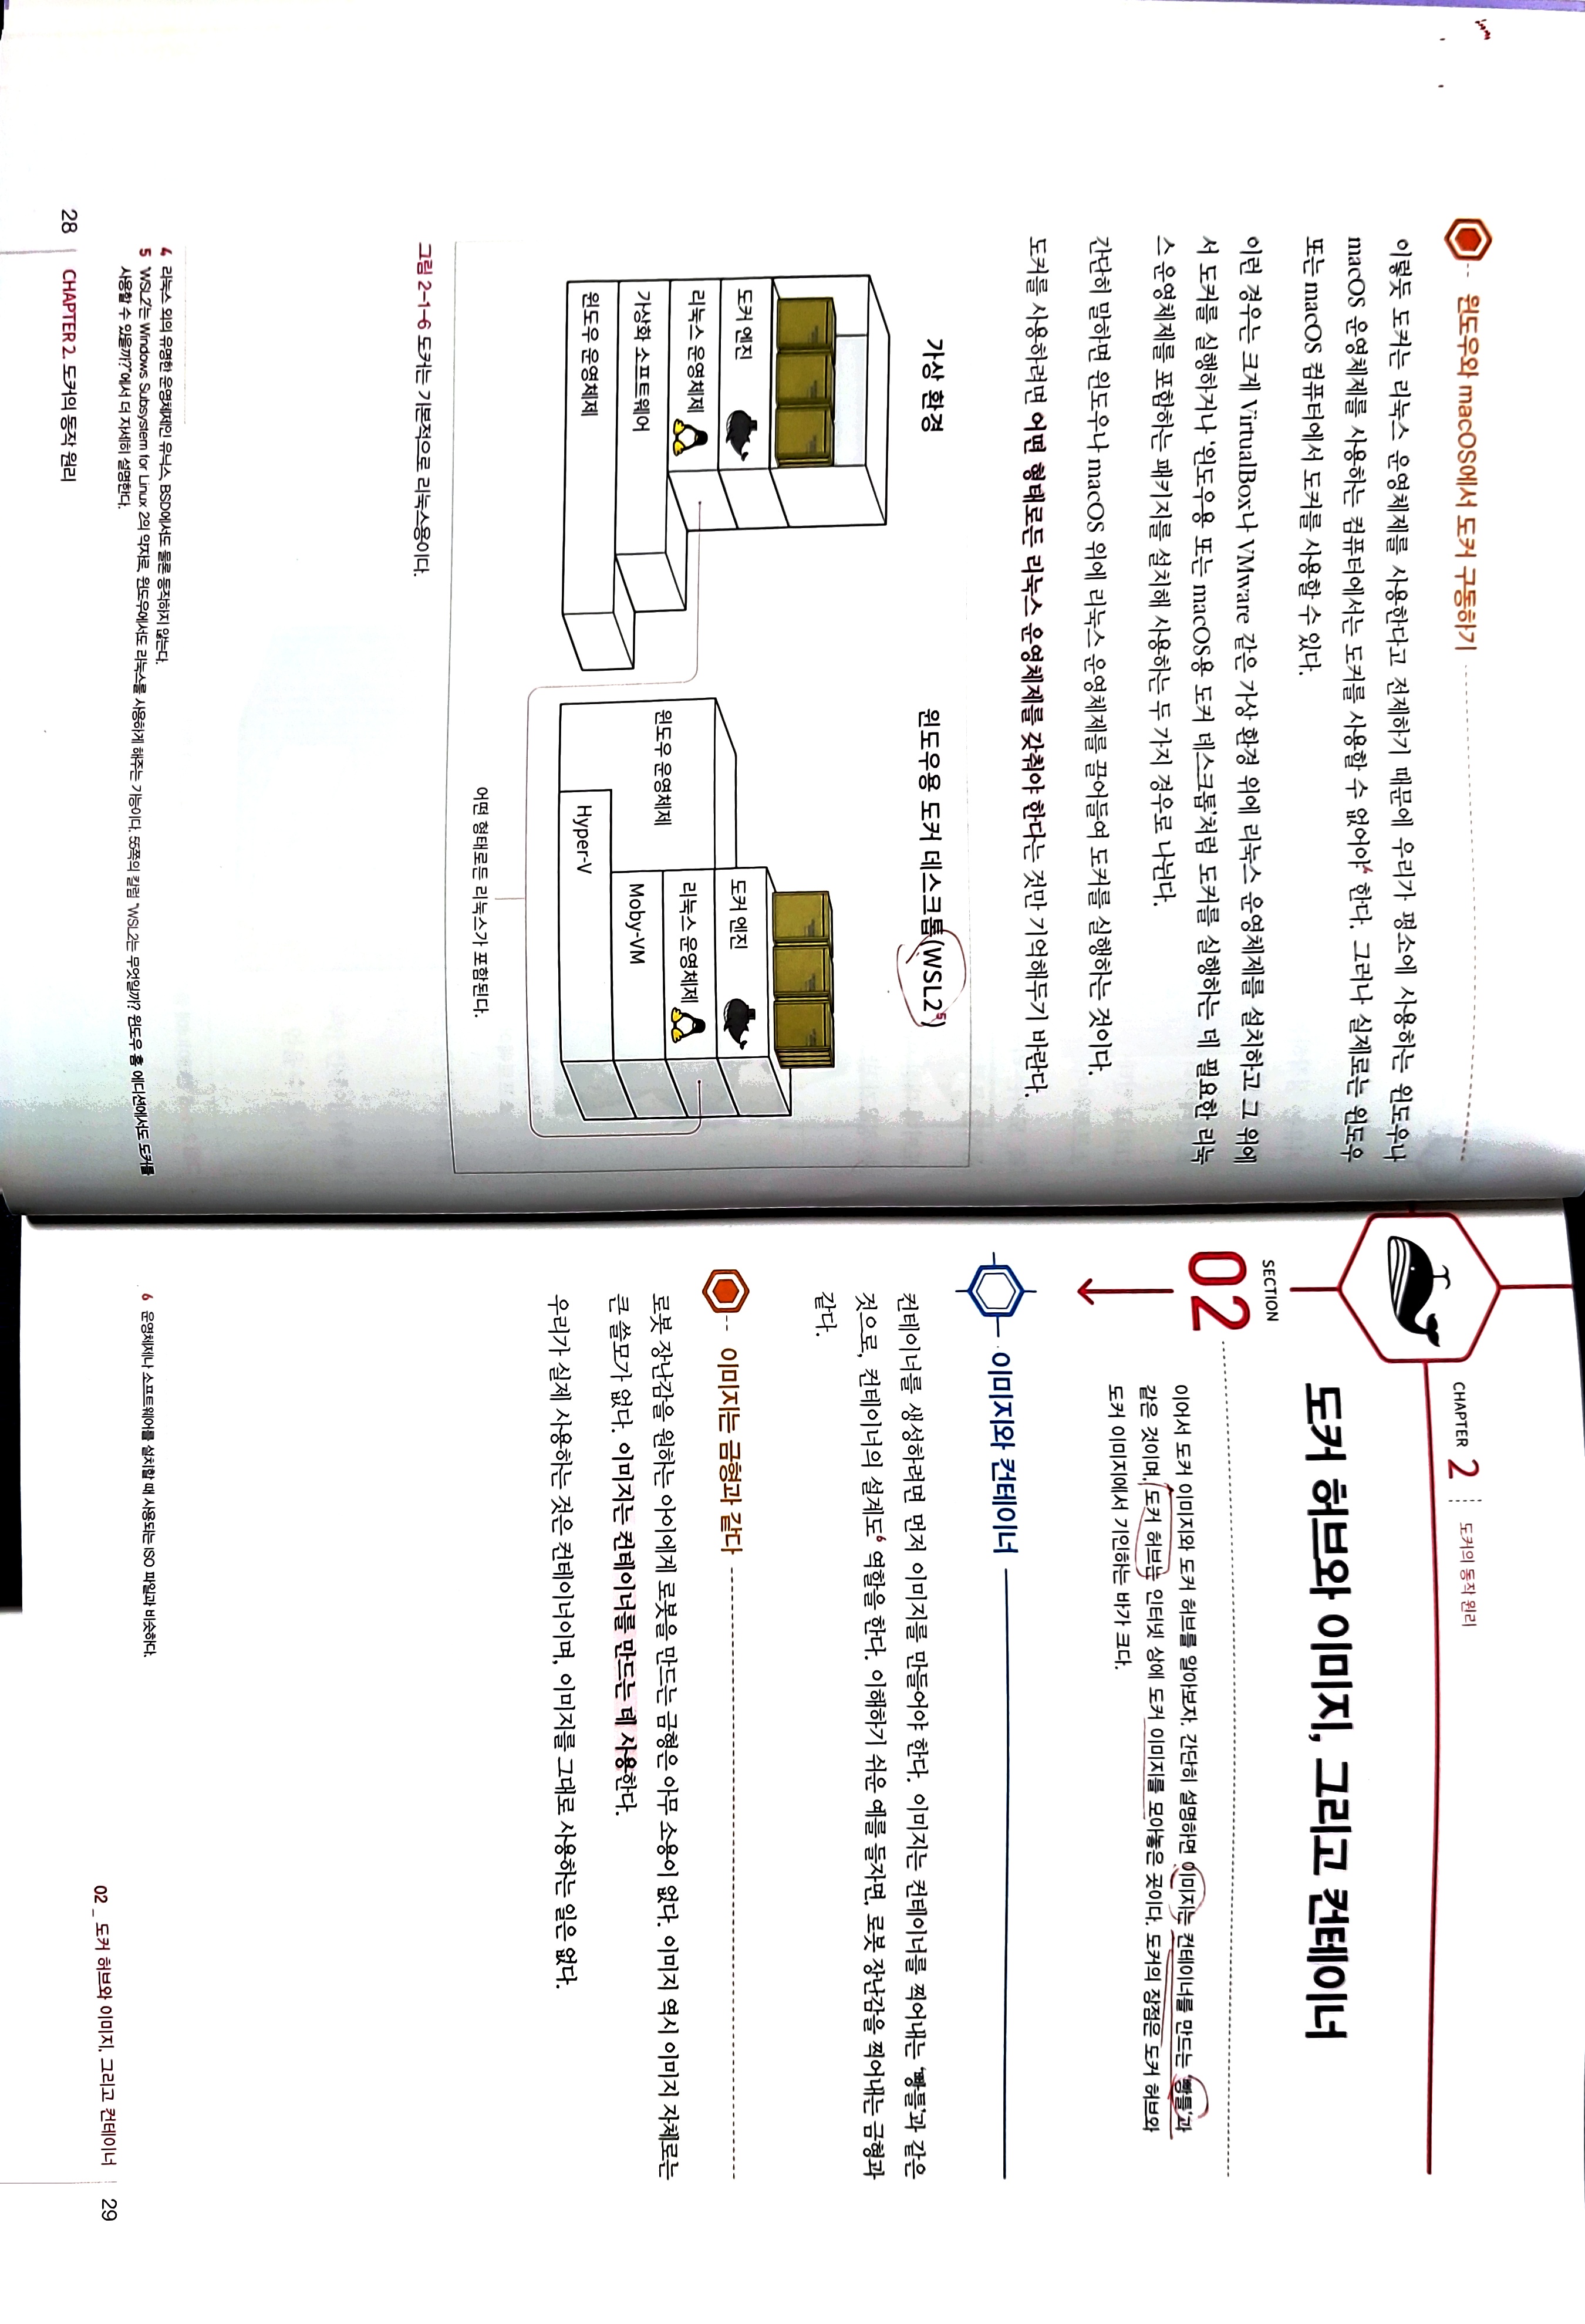 윈도우와 macOS에서 도커 구동하기
이렇듯 도커는 리눅스 운영체제를 사용한다고 전제하기 때문에 우리가 평소에 사용하는 윈도우나
macOS 운영체제를 사용하는 컴퓨터에서는 도커를 사용할 수 없어야4 한다. 그러나 실제로는 윈도우
또는 macOS 컴퓨터에서 도커를 사용할 수 있다.
이런 경우는 크게 VirtualBox나 VMware 같은 가상 환경 위에 리눅스 운영체제를 설치하고 그 위에
서 도커를 실행하거나 ‘윈도우용 또는 macOS용 도커 데스크톱’처럼 도커를 실행하는 데 필요한 리눅
스 운영체제를 포함하는 패키지를 설치해 사용하는 두 가지 경우로 나뉜다.
간단히 말하면 윈도우나 macOS 위에 리눅스 운영체제를 끌어들여 도커를 실행하는 것이다.
도커를 사용하려면 어떤 형태로든 리눅스 운영체제를 갖춰야 한다는 것만 기억해두기 바란다.
가상 환경
도커 엔진
리눅스 운영체제
가상화 소프트웨어
윈도우 운영체제
윈도우용 도커 데스크톱(WSL25)
도커 엔진
리눅스 운영체제
윈도우 운영체제
Moby-VM
Hyper-V
어떤 형태로든 리눅스가 포함된다.
그림 2-1-6 도커는 기본적으로 리눅스용이다.
4 리눅스 외의 유명한 운영체제인 유닉스, BSD에서도 물론 동작하지 않는다.
5 ‘WSL2’는 Windows Subsystem for Linux 2의 약자로, 윈도우에서도 리눅스를 사용하게 해주는 기능이다. 55쪽의 칼럼 “WSL2는 무엇일까? 윈도우 홈 에디션에서도 도커를
사용할 수 있을까?”에서 더 자세히 설명한다.
28 CHAPTER 2. 도커의 동작 원리
CHAPTER 2 도커의 동작 원리
도커 허브와 이미지, 그리고 컨테이너
SECTION
02
이어서 도커 이미지와 도커 허브를 알아보자. 간단히 설명하면 이미지는 컨테이너를 만드는 ‘빵틀’과
같은 것이며, 도커 허브는 인터넷 상에 도커 이미지를 모아놓은 곳이다. 도커의 장점은 도커 허브와
도커 이미지에서 기인하는 바가 크다.
이미지와 컨테이너
컨테이너를 생성하려면 먼저 이미지를 만들어야 한다. 이미지는 컨테이너를 찍어내는 ‘빵틀’과 같은
것으로, 컨테이너의 설계도6 역할을 한다. 이해하기 쉬운 예를 들자면, 로봇 장난감을 찍어내는 금형과
같다.
이미지는 금형과 같다
로봇 장난감을 원하는 아이에게 로봇을 만드는 금형은 아무 소용이 없다. 이미지 역시 이미지 자체로는
큰 쓸모가 없다. 이미지는 컨테이너를 만드는 데 사용한다.
우리가 실제 사용하는 것은 컨테이너이며, 이미지를 그대로 사용하는 일은 없다.
6 운영체제나 소프트웨어를 설치할 때 사용되는 ISO 파일과 비슷하다.
02 _ 도커 허브와 이미지, 그리고 컨테이너 29